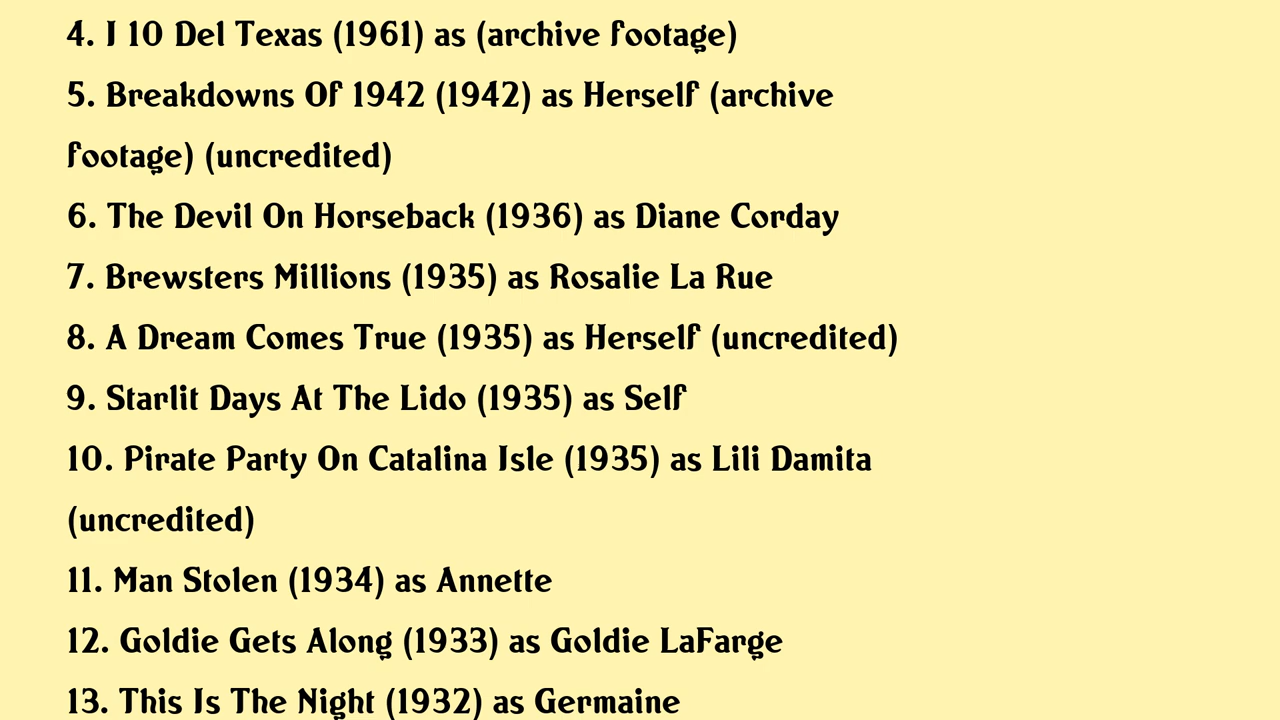 4. I 10 Del Texas (1961) as (archive footage)
5. Breakdowns Of 1942 (1942) as Herself (archive
footage) (uncredited)
6. The Devil On Horseback (1936) as Diane Corday
7. Brewsters Millions (1935) as Rosalie La Rue
8. A Dream Comes True (1935) as Herself (uncredited)
9. Starlit Days At The Lido (1935) as Self
10. Pirate Party On Catalina Isle (1935) as Lili Damita
(uncredited)
11. Man Stolen (1934) as Annette
12. Goldie Gets Along (1933) as Goldie LaFarge
13. This Is The Night (1932) as Germaine